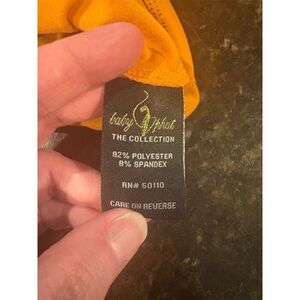 baby phat
THE COLLECTION
92% POLYESTER
8% SPANDEX
RN# 60110
CARE ON REVERSE